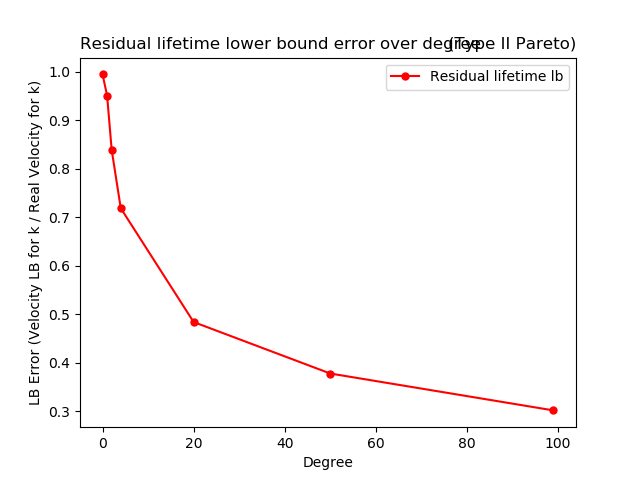 Residual lifetime lower bound error over degree
(Type II Pareto)
Residual lifetime lb
LB Error (Velocity LB for k / Real Velocity for k)
1.0
0.9
0.8
0.7
0.6
0.5
0.4
0.3
0 20 40 60 80 100
Degree